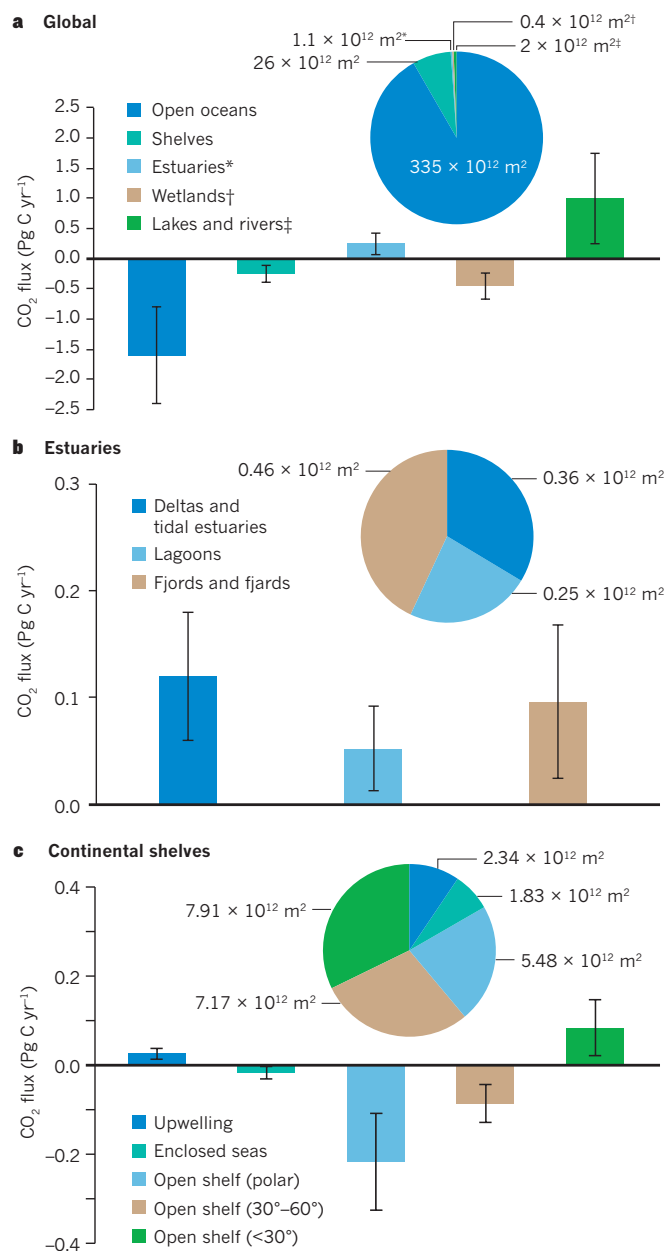 a Global
0.4 × 10¹² m²†
1.1 × 10¹² m²*
2 × 10¹² m²‡
26 × 10¹² m²
335 × 10¹² m²
2.5
2.0
1.5
1.0
0.5
0.0
−0.5
−1.0
−1.5
−2.0
−2.5
CO₂ flux (Pg C yr⁻¹)
Open oceans
Shelves
Estuaries*
Wetlands†
Lakes and rivers‡
b Estuaries
0.46 × 10¹² m²
0.36 × 10¹² m²
0.25 × 10¹² m²
0.3
0.2
0.1
0.0
CO₂ flux (Pg C yr⁻¹)
Deltas and
tidal estuaries
Lagoons
Fjords and fjards
c Continental shelves
2.34 × 10¹² m²
1.83 × 10¹² m²
7.91 × 10¹² m²
5.48 × 10¹² m²
7.17 × 10¹² m²
0.4
0.2
0.0
−0.2
−0.4
CO₂ flux (Pg C yr⁻¹)
Upwelling
Enclosed seas
Open shelf (polar)
Open shelf (30°–60°)
Open shelf (<30°)